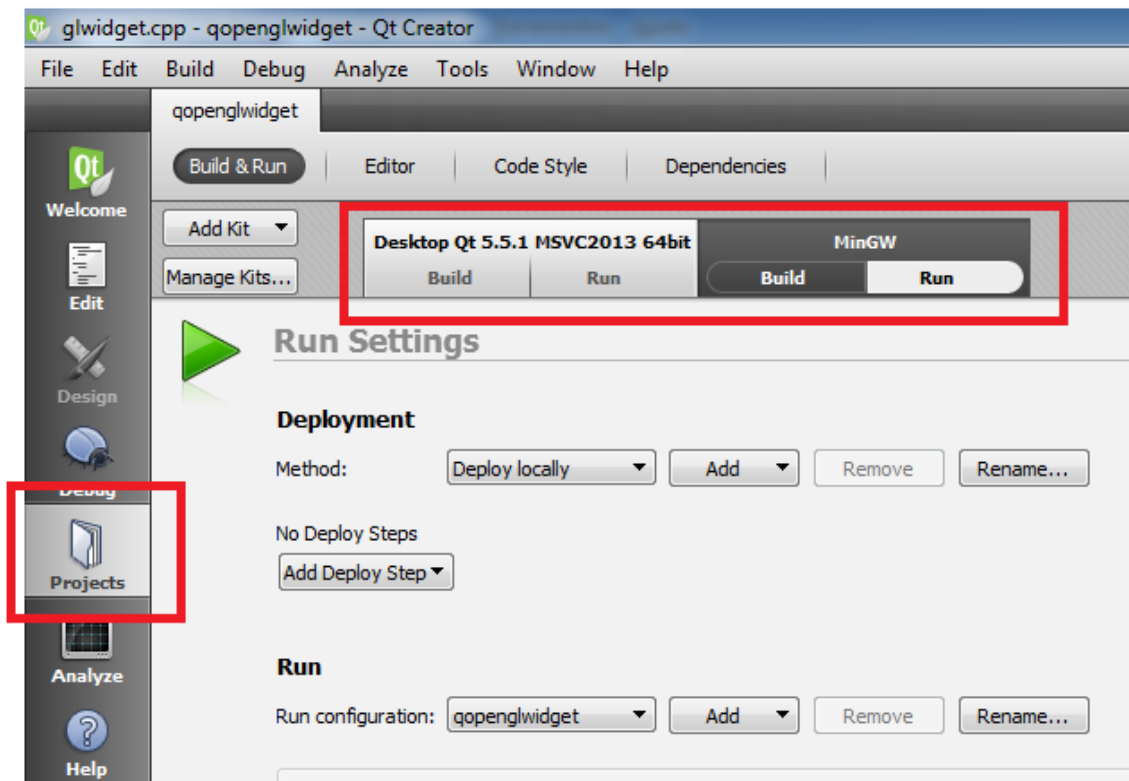 glwidget.cpp - qopenglwidget - Qt Creator
File Edit Build Debug Analyze Tools Window Help
qopenglwidget
Build & Run Editor Code Style Dependencies
Qt
Welcome
Add Kit
Manage Kits...
Desktop Qt 5.5.1 MSVC2013 64bit MinGW
Build Run Build Run
Edit
Run Settings
Design
Deployment
Method: Deploy locally Add Remove Rename...
Debug
No Deploy Steps
Add Deploy Step
Projects
Run
Analyze
Run configuration: qopenglwidget Add Remove Rename...
Help